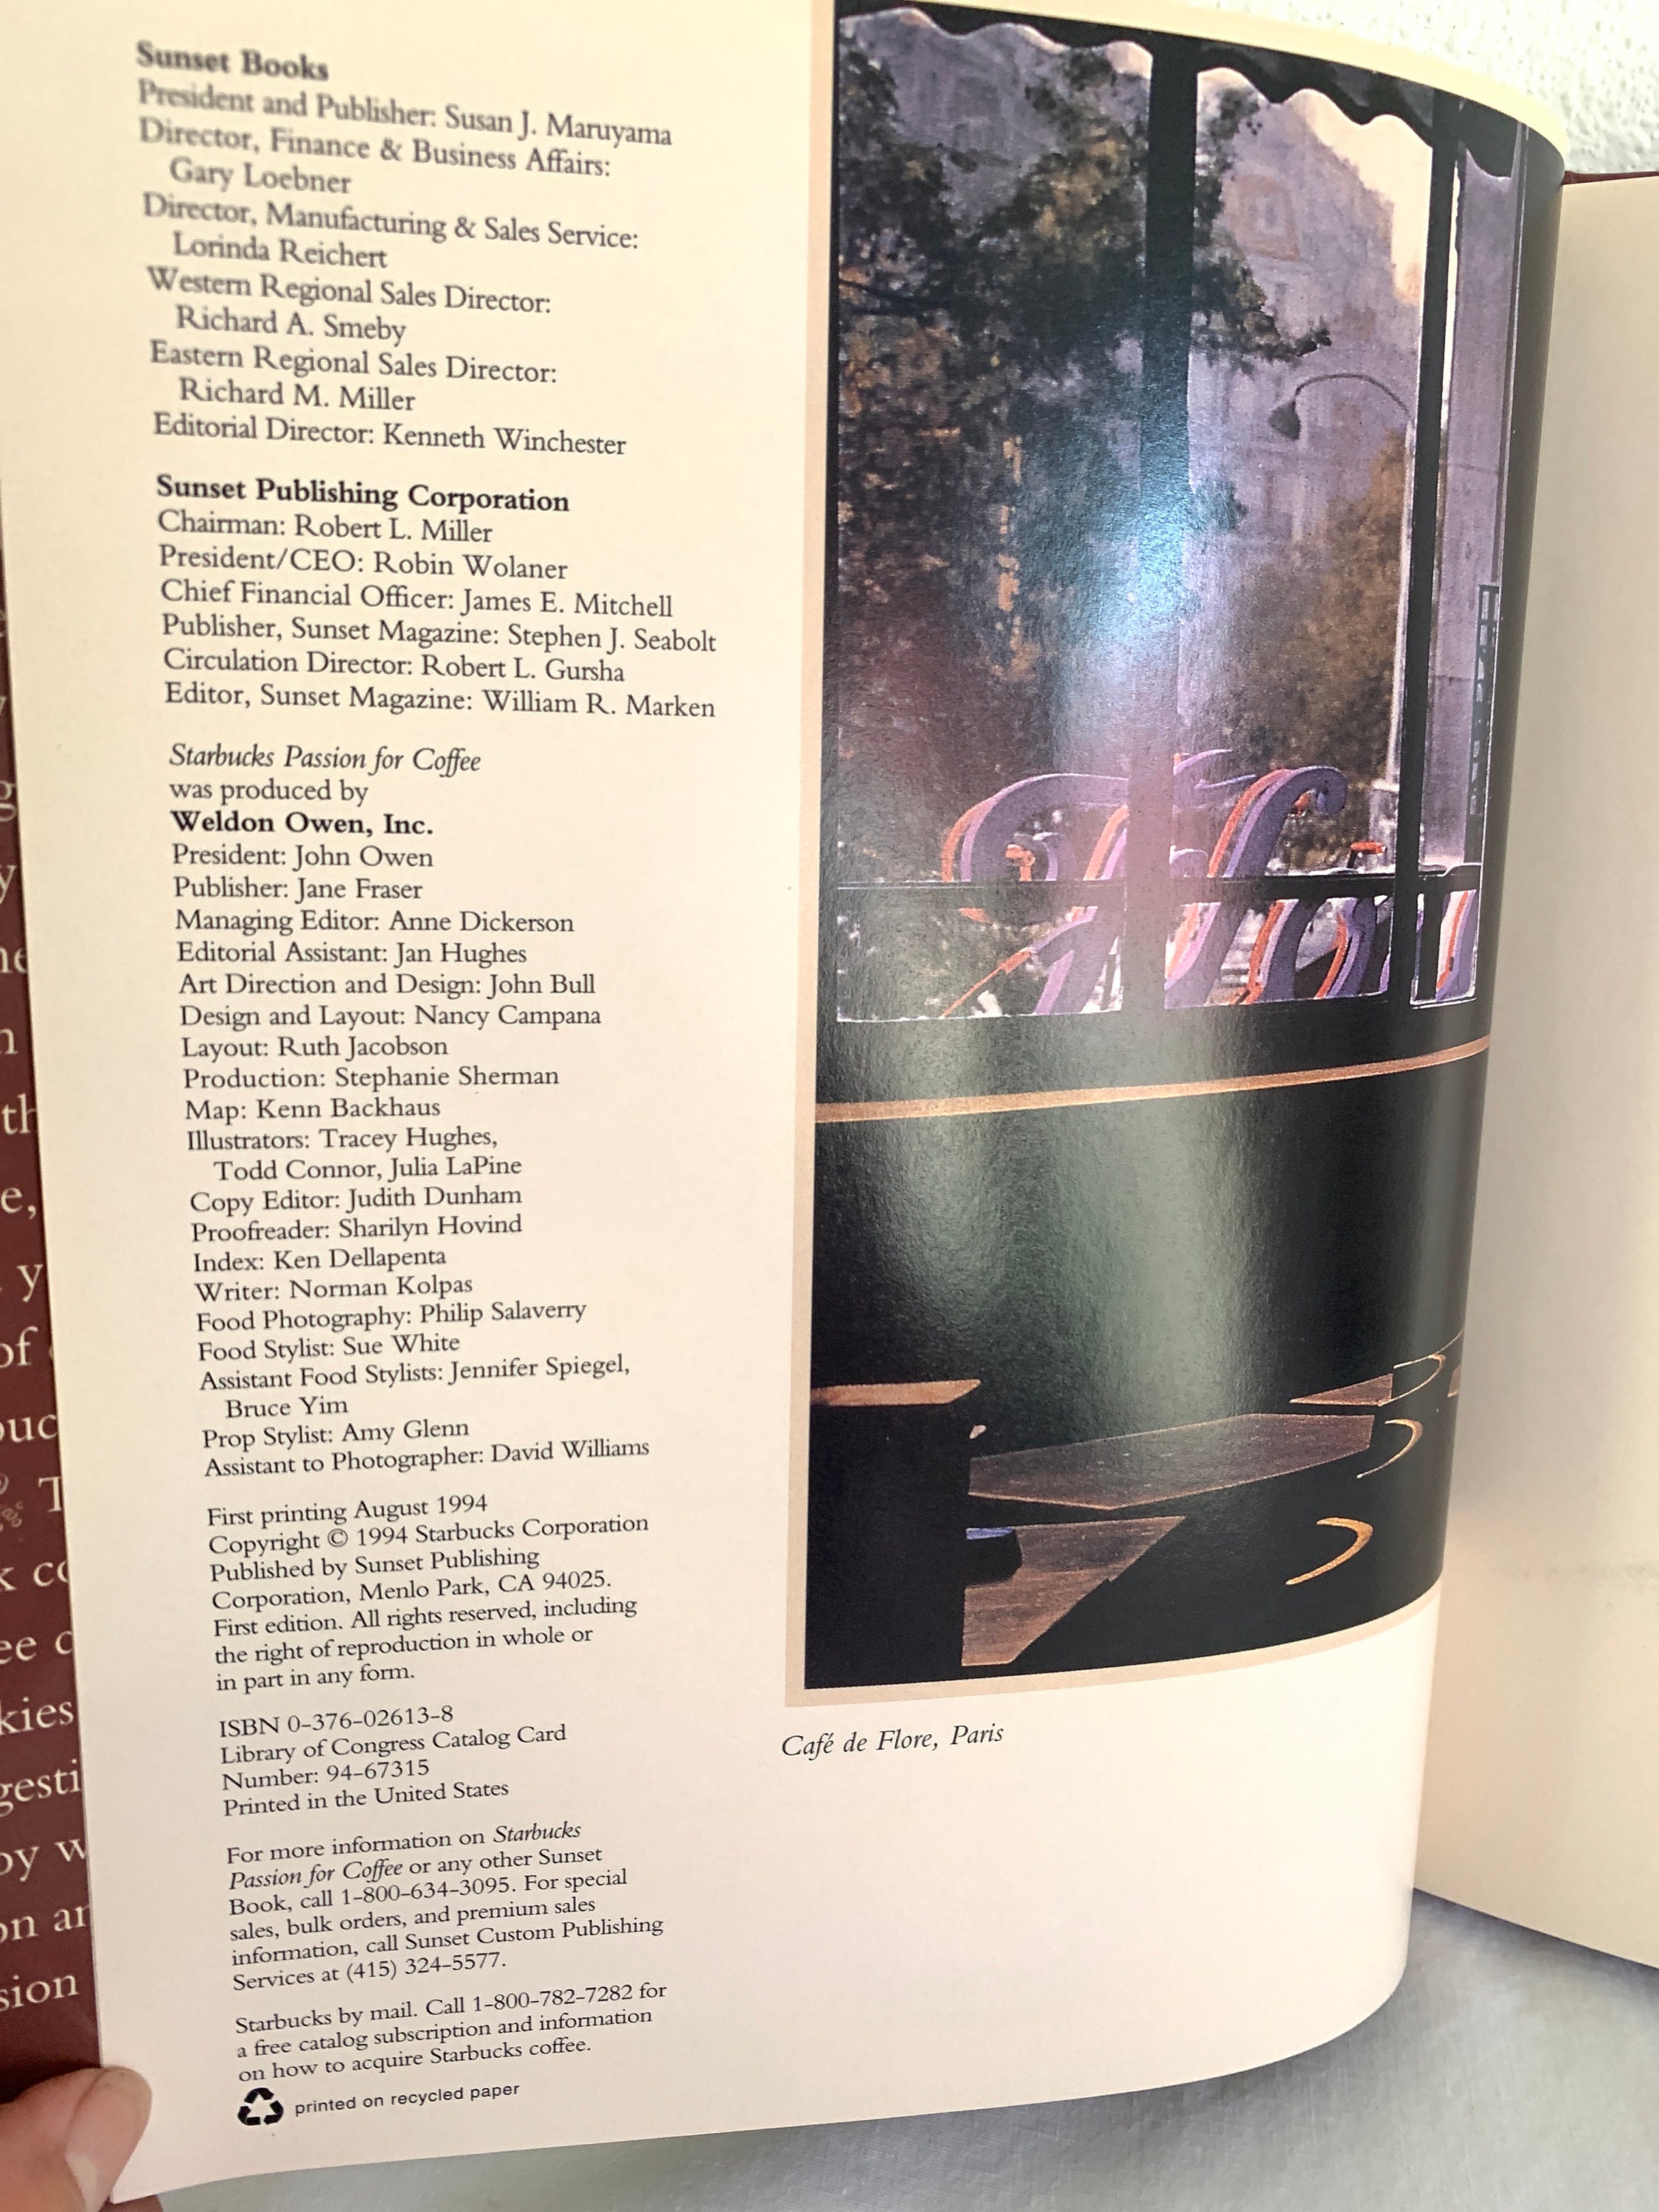 Sunset Books
President and Publisher: Susan J. Maruyama
Director, Finance & Business Affairs:
Gary Loebner
Director, Manufacturing & Sales Service:
Lorinda Reichert
Western Regional Sales Director:
Richard A. Smeby
Eastern Regional Sales Director:
Richard M. Miller
Editorial Director: Kenneth Winchester
Sunset Publishing Corporation
Chairman: Robert L. Miller
President/CEO: Robin Wolaner
Chief Financial Officer: James E. Mitchell
Publisher, Sunset Magazine: Stephen J. Seabolt
Circulation Director: Robert L. Gursha
Editor, Sunset Magazine: William R. Marken
Starbucks Passion for Coffee
was produced by
Weldon Owen, Inc.
President: John Owen
Publisher: Jane Fraser
Managing Editor: Anne Dickerson
Editorial Assistant: Jan Hughes
Art Direction and Design: John Bull
Design and Layout: Nancy Campana
Layout: Ruth Jacobson
Production: Stephanie Sherman
Map: Kenn Backhaus
Illustrators: Tracey Hughes,
Todd Connor, Julia LaPine
Copy Editor: Judith Dunham
Proofreader: Sharilyn Hovind
Index: Ken Dellapenta
Writer: Norman Kolpas
Food Photography: Philip Salaverry
Food Stylist: Sue White
Assistant Food Stylists: Jennifer Spiegel,
Bruce Yim
Prop Stylist: Amy Glenn
Assistant to Photographer: David Williams
First printing August 1994
Copyright © 1994 Starbucks Corporation
Published by Sunset Publishing
Corporation, Menlo Park, CA 94025.
First edition. All rights reserved, including
the right of reproduction in whole or
in part in any form.
ISBN 0-376-02613-8
Library of Congress Catalog Card
Number: 94-67315
Printed in the United States
For more information on Starbucks
Passion for Coffee or any other Sunset
Book, call 1-800-634-3095. For special
sales, bulk orders, and premium sales
information, call Sunset Custom Publishing
Services at (415) 324-5577.
Starbucks by mail. Call 1-800-782-7282 for
a free catalog subscription and information
on how to acquire Starbucks coffee.
printed on recycled paper
Café de Flore, Paris